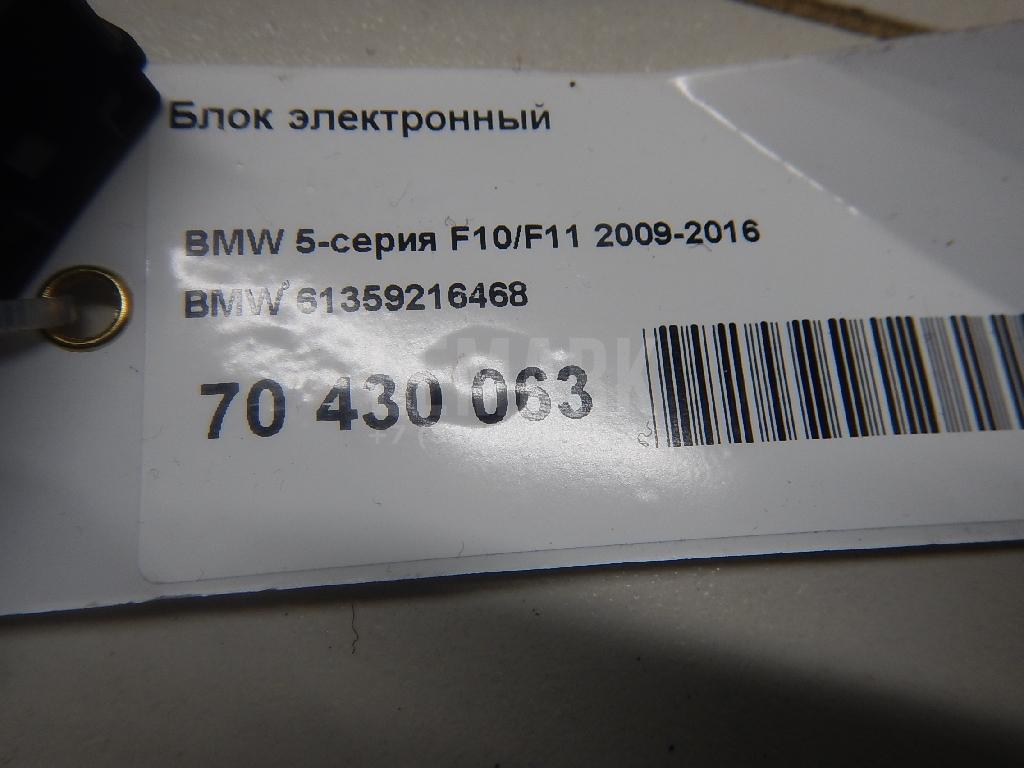 Блок электронный
BMW 5-серия F10/F11 2009-2016
BMW 61359216468
70 430 063